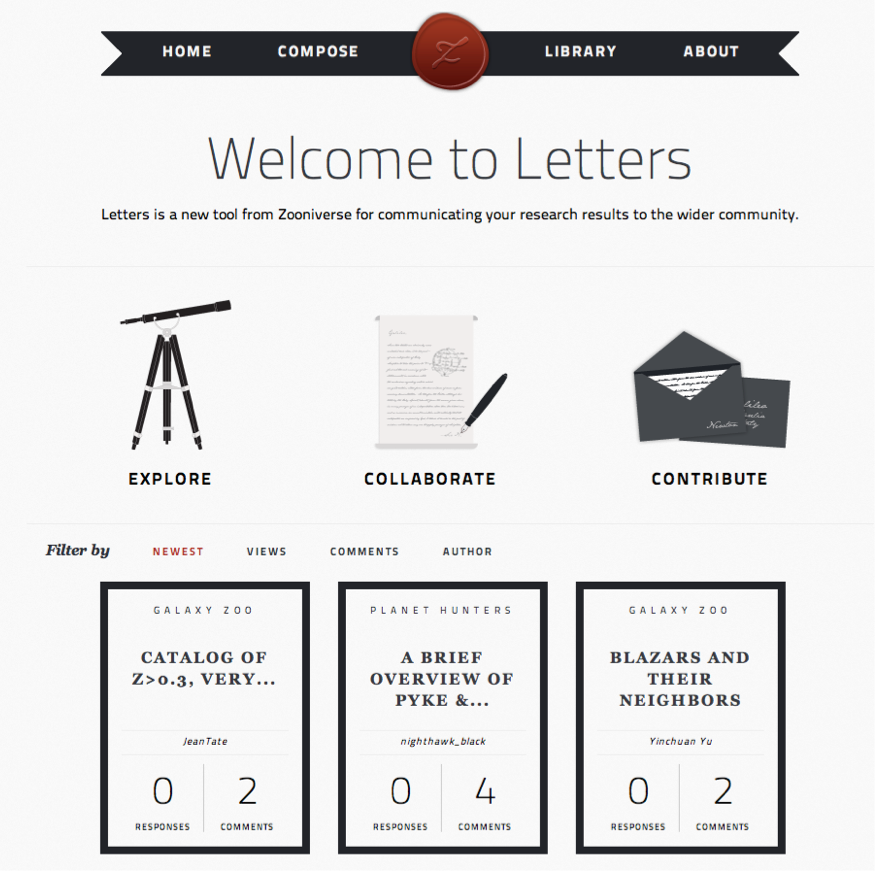 HOME COMPOSE LIBRARY ABOUT
Welcome to Letters
Letters is a new tool from Zooniverse for communicating your research results to the wider community.
EXPLORE COLLABORATE CONTRIBUTE
Filter by NEWEST VIEWS COMMENTS AUTHOR
GALAXY ZOO
CATALOG OF
Z>0.3, VERY...
JeanTate
0 2
RESPONSES COMMENTS
PLANET HUNTERS
A BRIEF
OVERVIEW OF
PYKE &...
nighthawk_black
0 4
RESPONSES COMMENTS
GALAXY ZOO
BLAZARS AND
THEIR
NEIGHBORS
Yinchuan Yu
0 2
RESPONSES COMMENTS